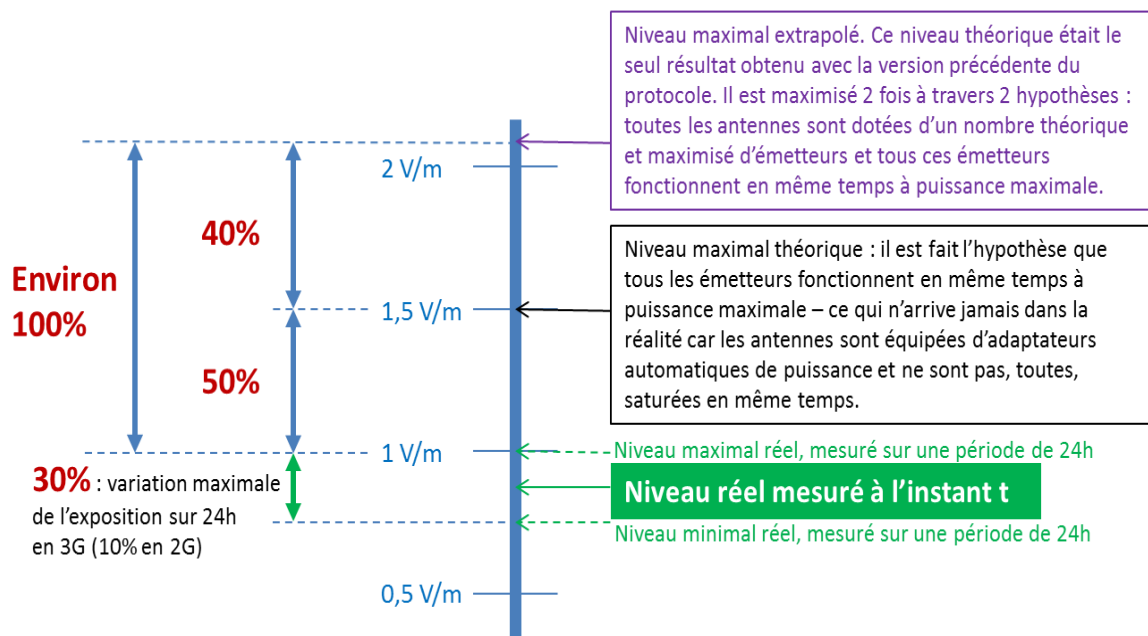 Niveau maximal extrapolé. Ce niveau théorique était le
seul résultat obtenu avec la version précédente du
protocole. Il est maximisé 2 fois à travers 2 hypothèses :
toutes les antennes sont dotées d’un nombre théorique
et maximisé d’émetteurs et tous ces émetteurs
fonctionnent en même temps à puissance maximale.
2 V/m
40%
Environ
100%
Niveau maximal théorique : il est fait l’hypothèse que
tous les émetteurs fonctionnent en même temps à
puissance maximale – ce qui n’arrive jamais dans la
réalité car les antennes sont équipées d’adaptateurs
automatiques de puissance et ne sont pas, toutes,
saturées en même temps.
1,5 V/m
50%
1 V/m
Niveau maximal réel, mesuré sur une période de 24h
30% : variation maximale
de l’exposition sur 24h
en 3G (10% en 2G)
Niveau réel mesuré à l’instant t
Niveau minimal réel, mesuré sur une période de 24h
0,5 V/m